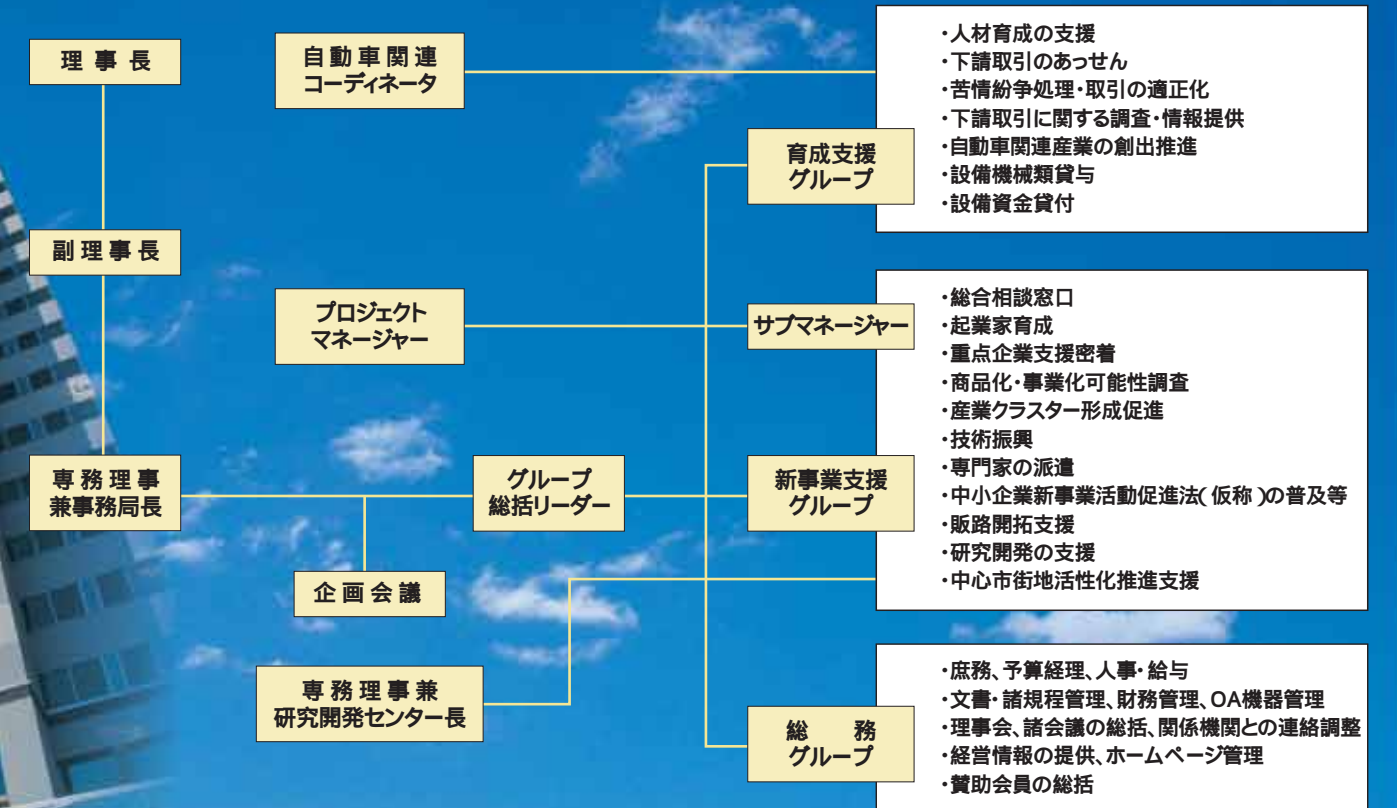 理事長
副理事長
専務理事
兼事務局長
自動車関連
コーディネータ
プロジェクト
マネージャー
グループ
総括リーダー
企画会議
専務理事兼
研究開発センター長
育成支援
グループ
サブマネージャー
新事業支援
グループ
総務
グループ
・人材育成の支援
・下請取引のあっせん
・苦情紛争処理・取引の適正化
・下請取引に関する調査・情報提供
・自動車関連産業の創出推進
・設備機械類貸与
・設備資金貸付
・総合相談窓口
・起業家育成
・重点企業支援密着
・商品化・事業化可能性調査
・産業クラスター形成促進
・技術振興
・専門家の派遣
・中小企業新事業活動促進法(仮称)の普及等
・販路開拓支援
・研究開発の支援
・中心市街地活性化推進支援
・庶務、予算経理、人事・給与
・文書・諸規程管理、財務管理、OA機器管理
・理事会、諸会議の総括、関係機関との連絡調整
・経営情報の提供、ホームページ管理
・賛助会員の総括